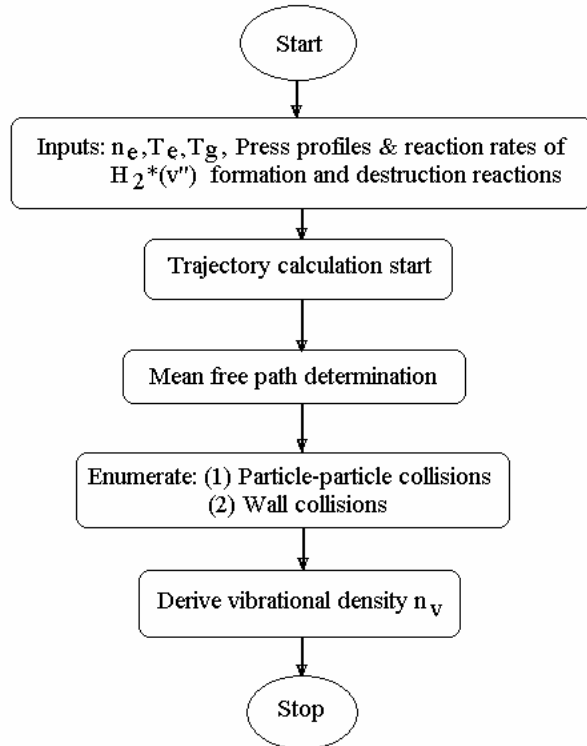 Start
Inputs: nₑ,Tₑ,T_g, Press profiles & reaction rates of
H₂*(v") formation and destruction reactions
Trajectory calculation start
Mean free path determination
Enumerate: (1) Particle-particle collisions
(2) Wall collisions
Derive vibrational density nᵥ
Stop